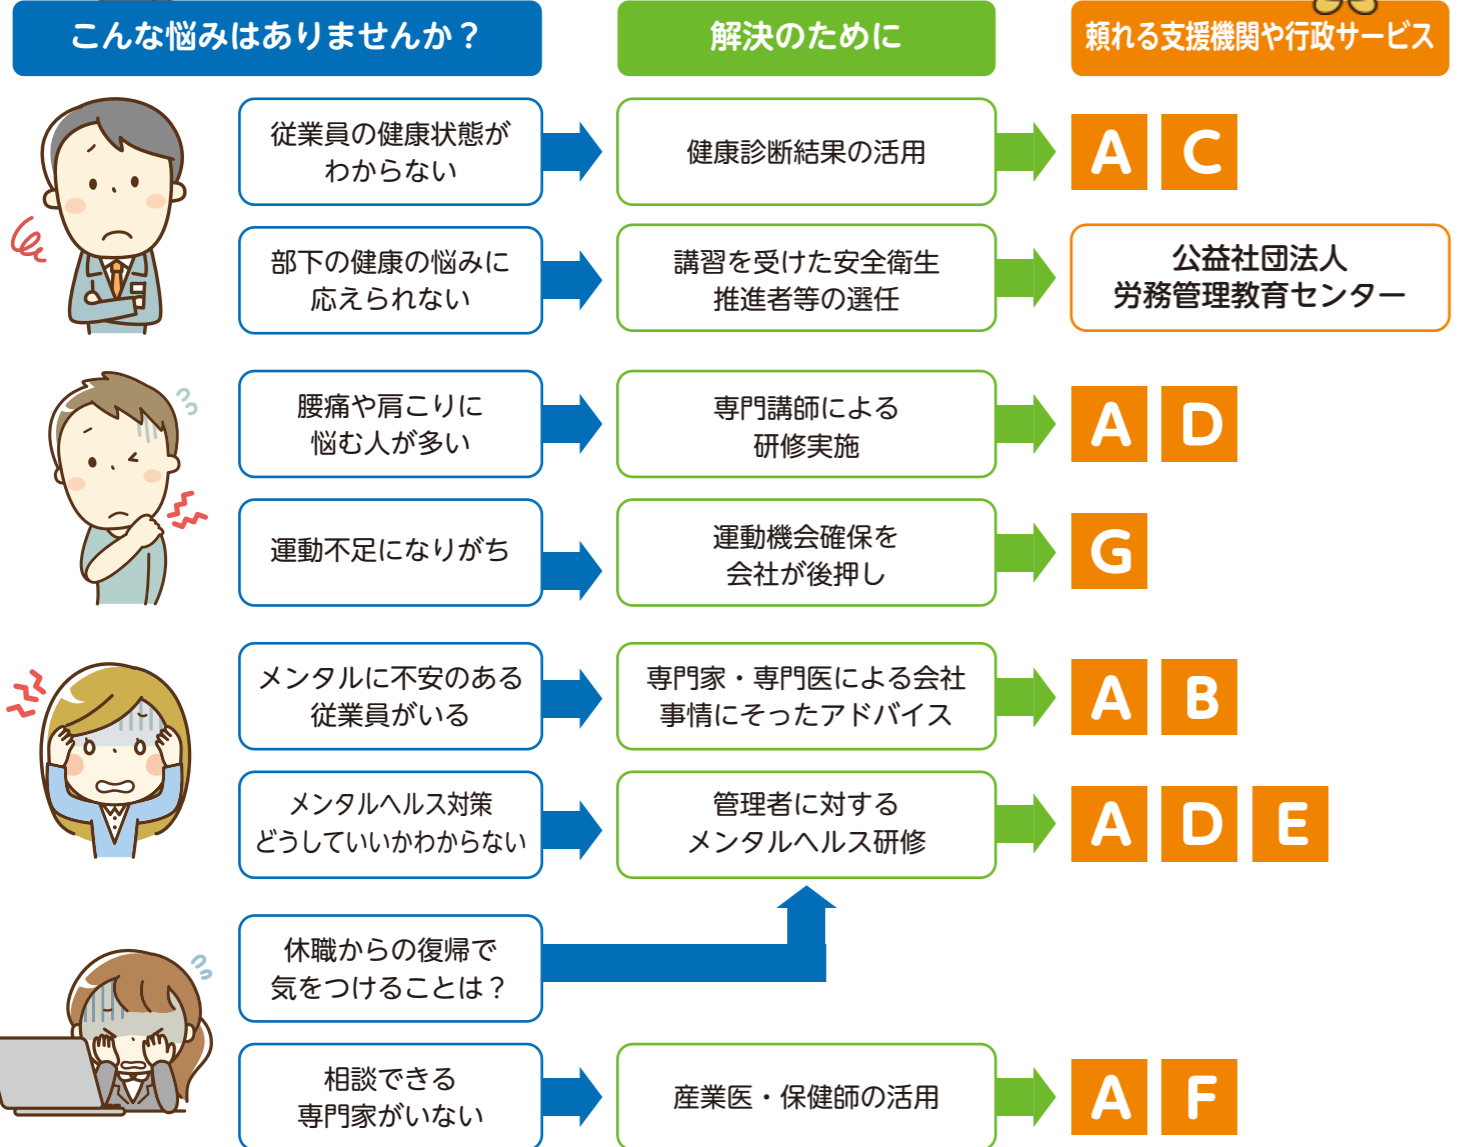 こんな悩みはありませんか？
解決のために
頼れる支援機関や行政サービス
従業員の健康状態が
わからない
健康診断結果の活用
A C
部下の健康の悩みに
応えられない
講習を受けた安全衛生
推進者等の選任
公益社団法人
労務管理教育センター
腰痛や肩こりに
悩む人が多い
専門講師による
研修実施
A D
運動不足になりがち
運動機会確保を
会社が後押し
G
メンタルに不安のある
従業員がいる
専門家・専門医による会社
事情にそったアドバイス
A B
メンタルヘルス対策
どうしていいかわからない
管理者に対する
メンタルヘルス研修
A D E
休職からの復帰で
気をつけることは？
相談できる
専門家がいない
産業医・保健師の活用
A F